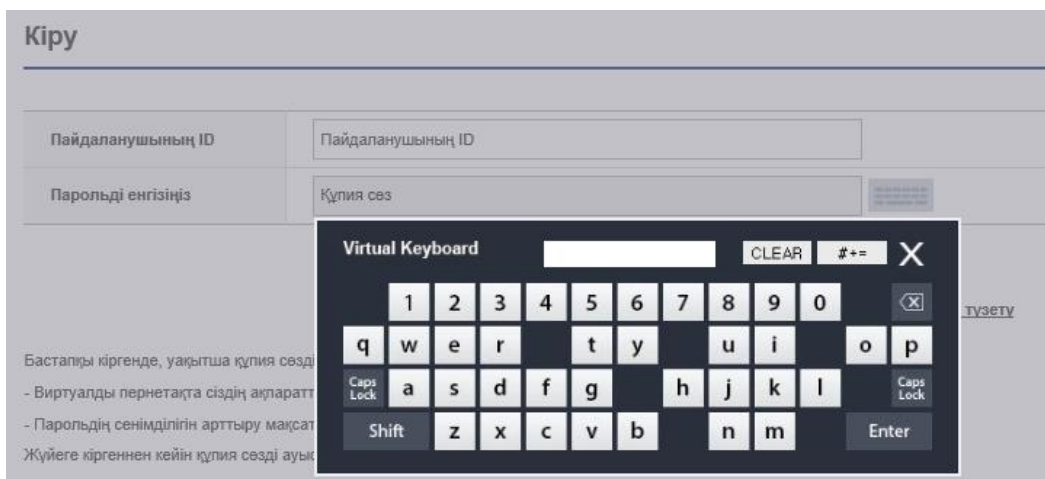 Кіру
Пайдаланушының ID
Пайдаланушының ID
Парольді енгізіңіз
Құпия сөз
Virtual Keyboard
CLEAR #+= X
1 2 3 4 5 6 7 8 9 0
түзету
q w e r t y u i o p
Бастапқы кіргенде, уақытша құпия сөзді
Caps Lock a s d f g h j k l Caps Lock
- Виртуалды пернетақта сіздің ақпаратт
Shift z x c v b n m Enter
- Парольдің сенімділігін арттыру мақсат
Жүйеге кіргеннен кейін құпия сөзді ауыс